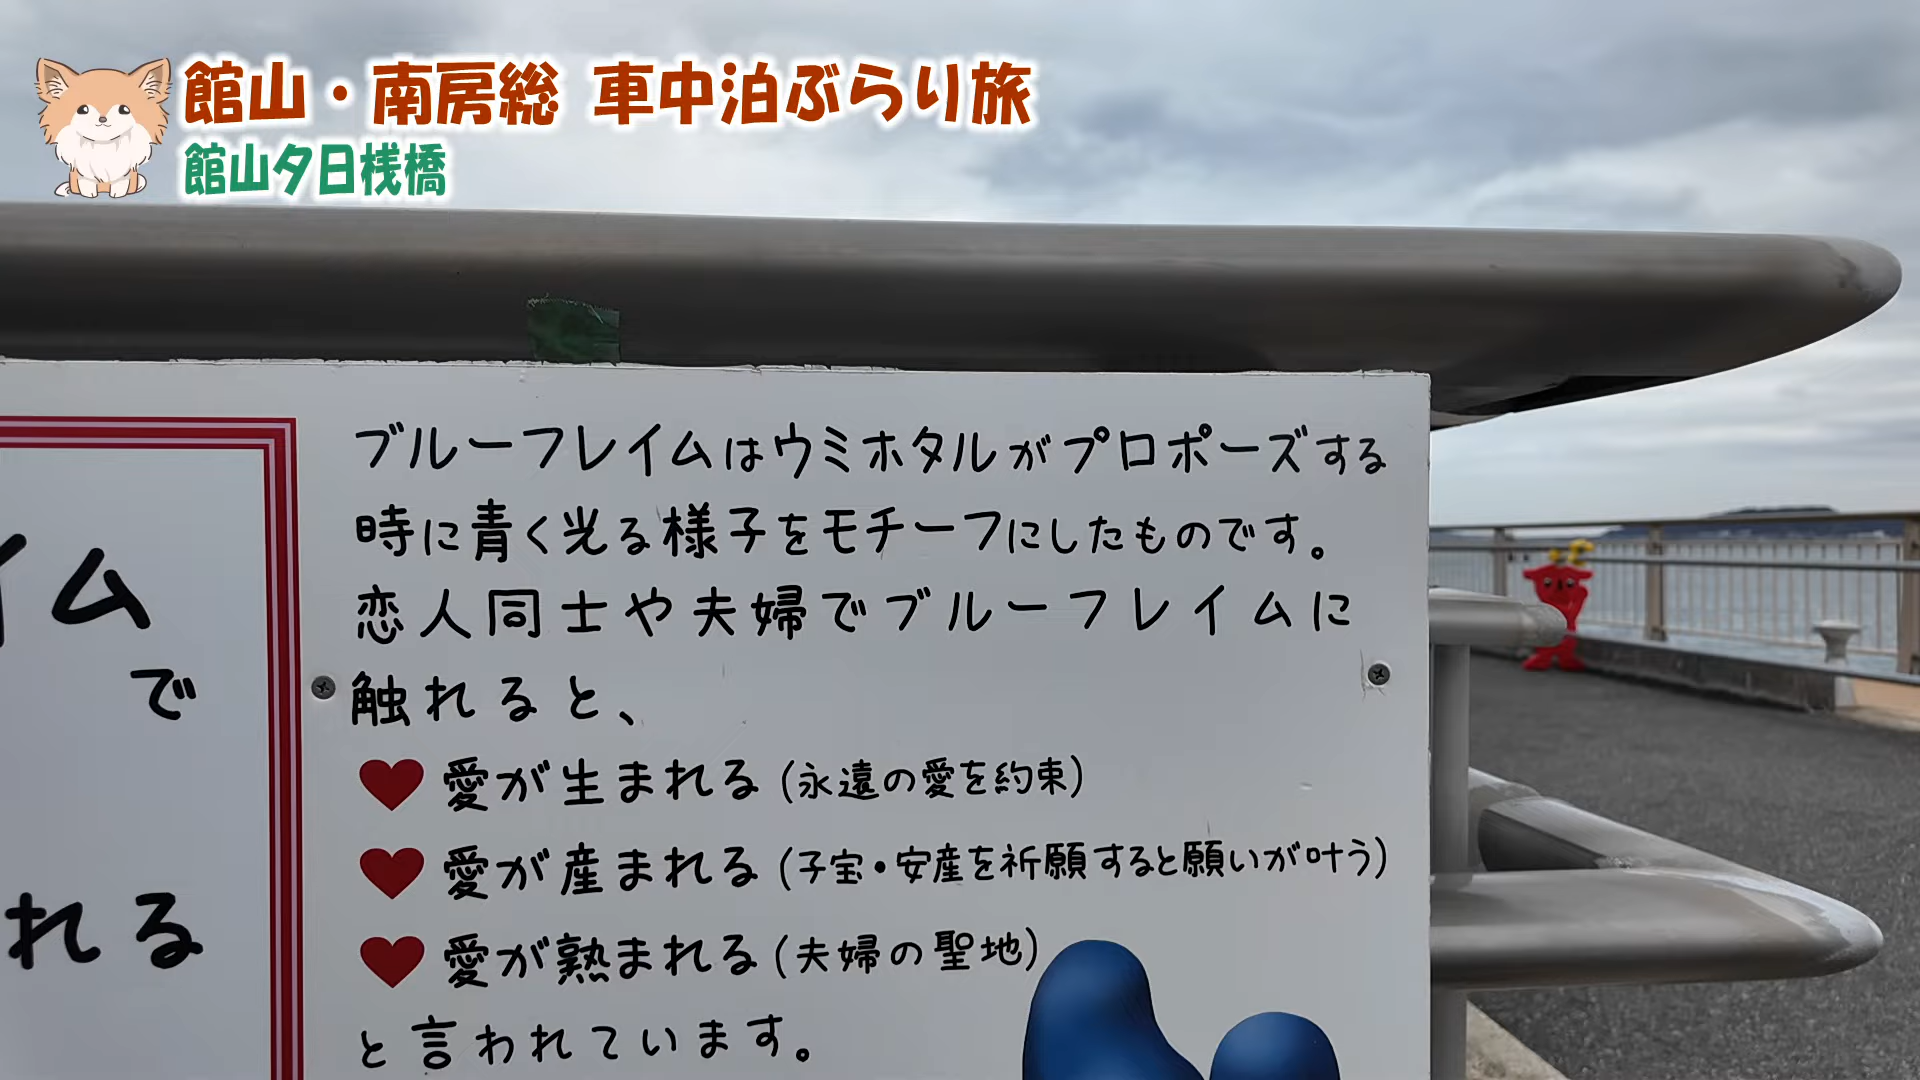 館山・南房総 車中泊ぶらり旅
館山夕日桟橋
イム
で
れる
ブルーフレイムはウミホタルがプロポーズする
時に青く光る様子をモチーフにしたものです。
恋人同士や夫婦でブルーフレイムに
触れると、
♥ 愛が生まれる (永遠の愛を約束)
♥ 愛が産まれる (子宝・安産を祈願すると願いが叶う)
♥ 愛が熟まれる (夫婦の聖地)
と言われています。